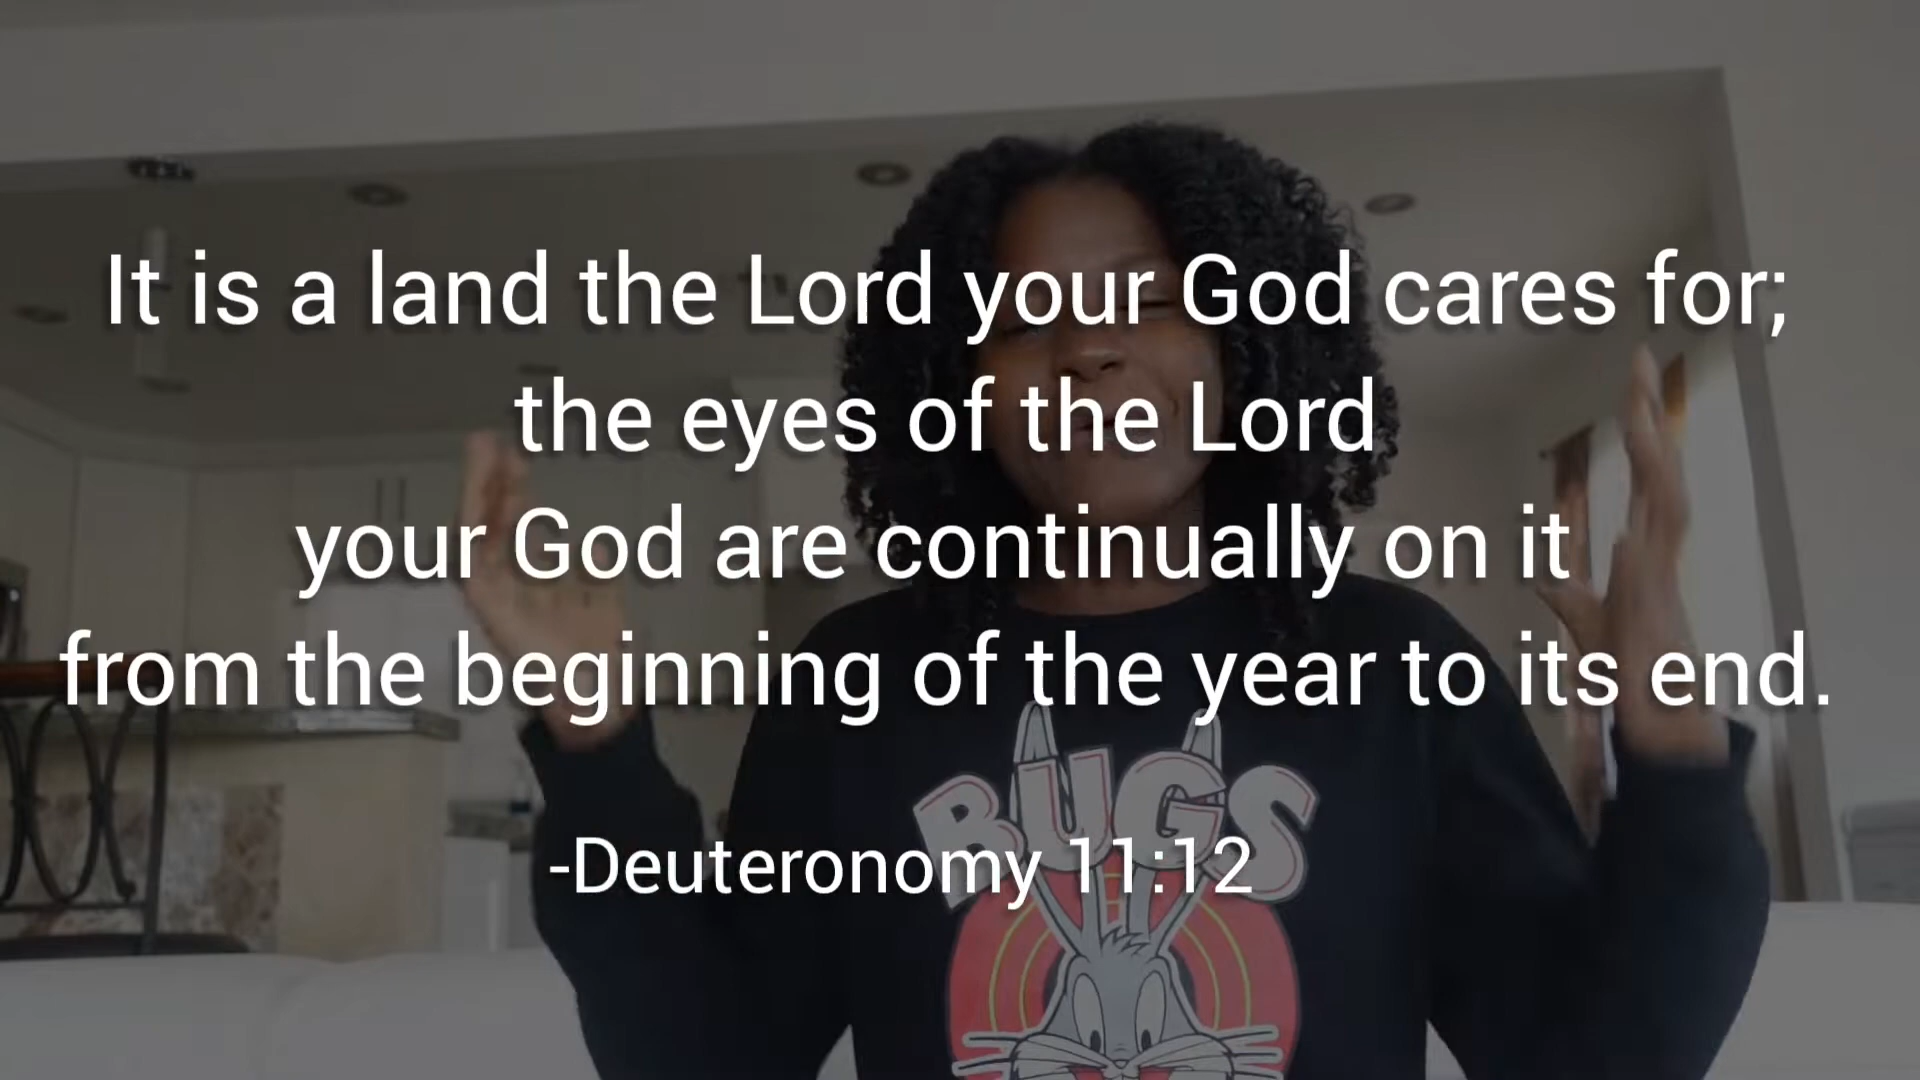 It is a land the Lord your God cares for;
the eyes of the Lord
your God are continually on it
from the beginning of the year to its end.
-Deuteronomy 11:12
BUGS